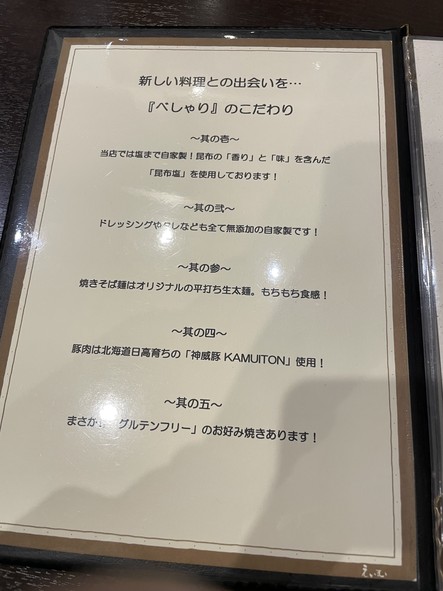 新しい料理との出会いを…
『ぺしゃり』のこだわり
～其の壱～
当店では塩まで自家製！昆布の「香り」と「味」を含んだ
「昆布塩」を使用しております！
～其の弐～
ドレッシングやタレなども全て無添加の自家製です！
～其の参～
焼きそば麺はオリジナルの平打ち生太麺。もちもち食感！
～其の四～
豚肉は北海道日高育ちの「神威豚 KAMUITON」使用！
～其の五～
まさか！「グルテンフリー」のお好み焼きあります！